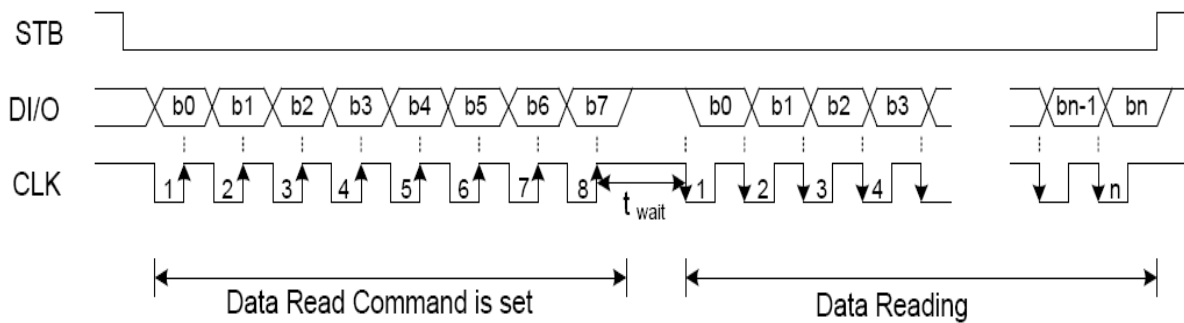 STB
DI/O b0 b1 b2 b3 b4 b5 b6 b7 b0 b1 b2 b3 bn-1 bn
CLK 1 2 3 4 5 6 7 8 1 2 3 4 n
t wait
Data Read Command is set Data Reading